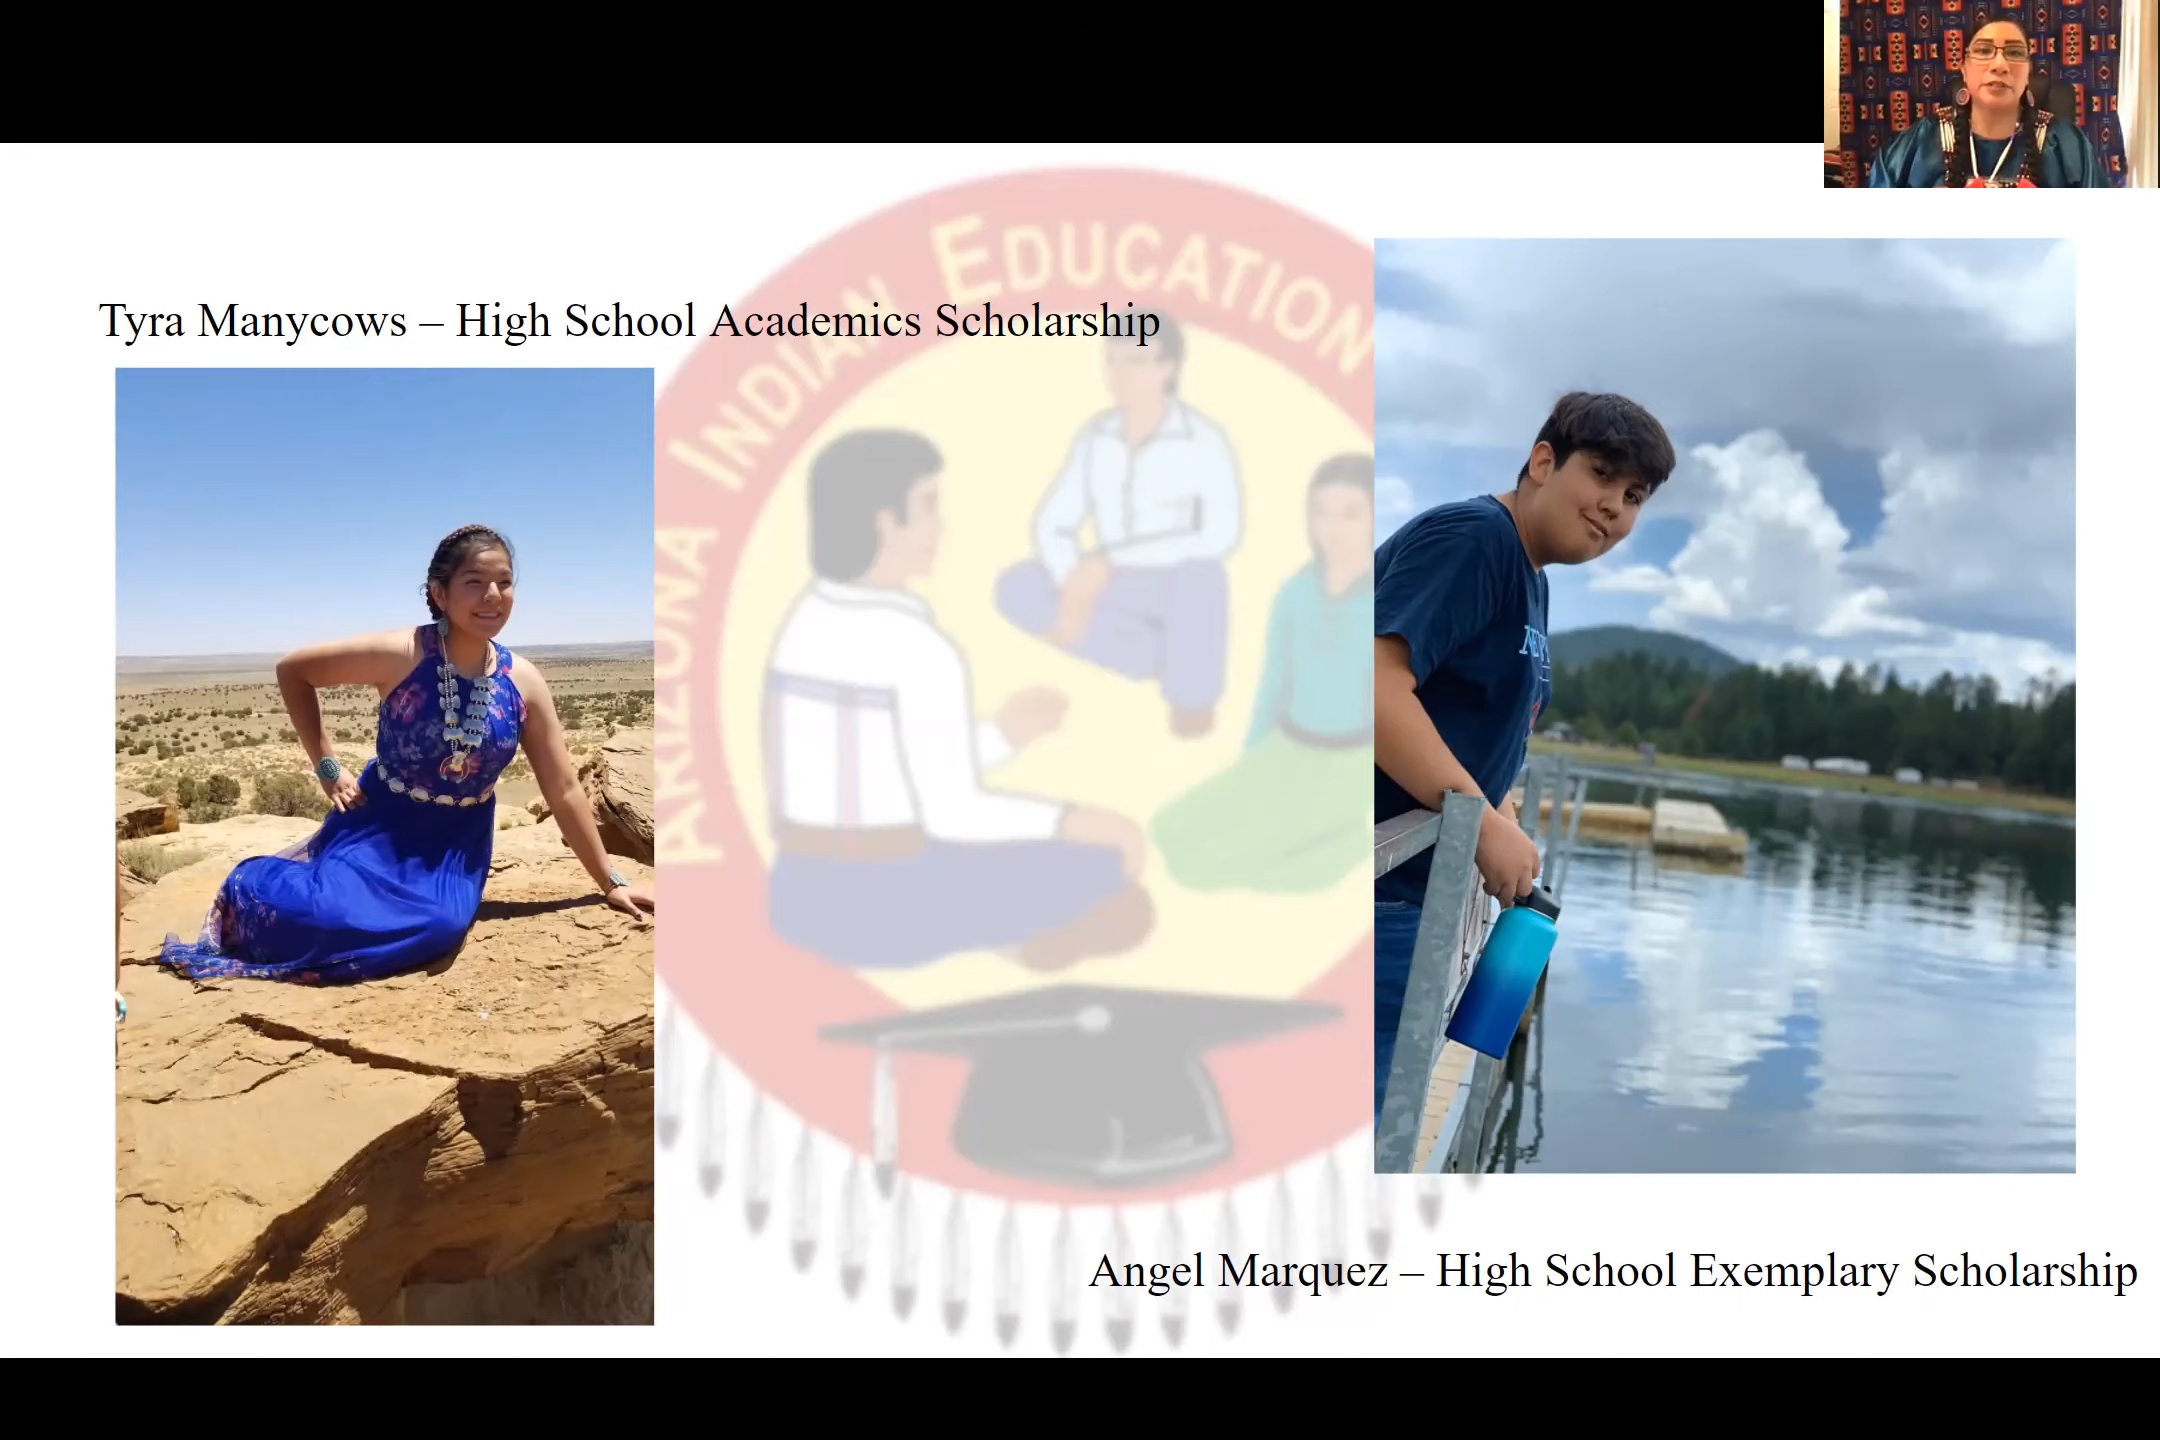 Tyra Manycows – High School Academics Scholarship
ARIZONA INDIAN EDUCATION
Angel Marquez – High School Exemplary Scholarship